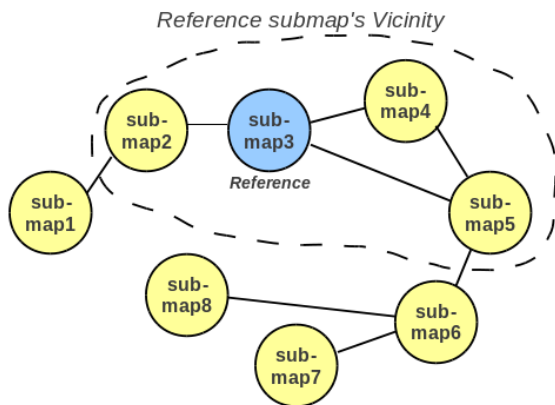 Reference submap's Vicinity
sub-
map4
sub-
map2
sub-
map3
Reference
sub-
map1
sub-
map5
sub-
map8
sub-
map6
sub-
map7